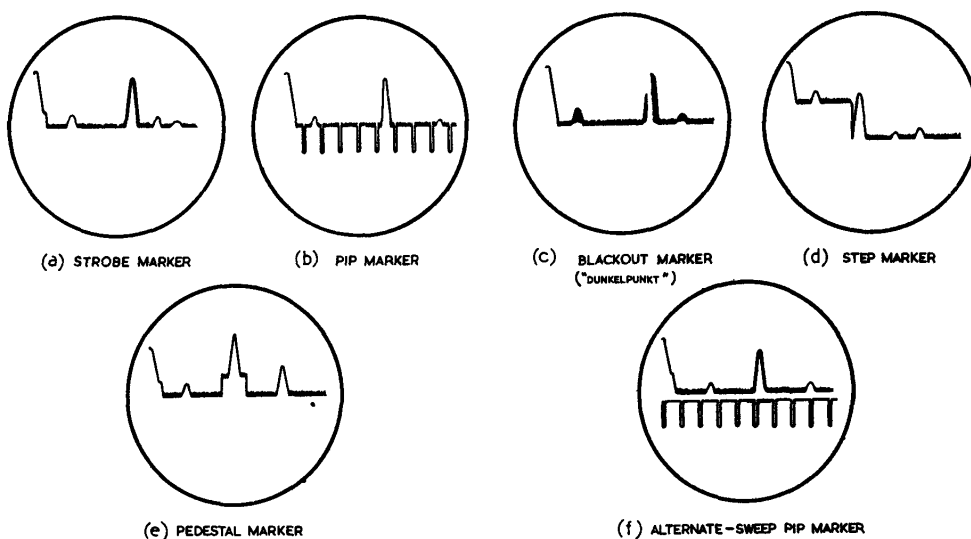 (a) STROBE MARKER
(b) PIP MARKER
(c) BLACKOUT MARKER
("DUNKELPUNKT")
(d) STEP MARKER
(e) PEDESTAL MARKER
(f) ALTERNATE-SWEEP PIP MARKER